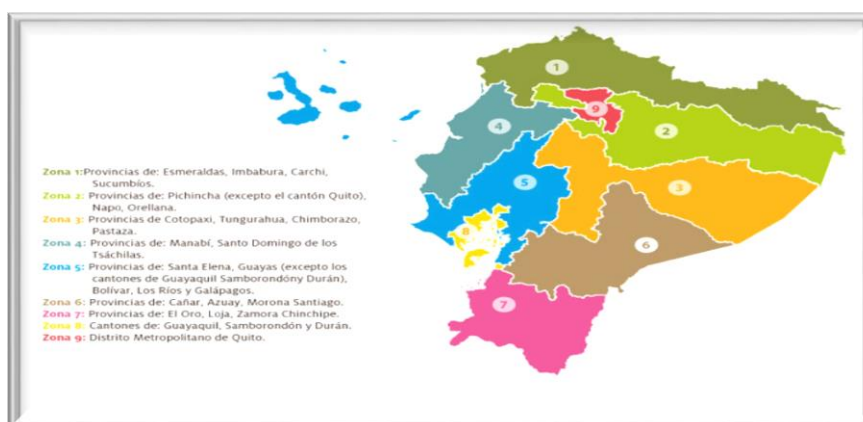 1
9
4
2
5
3
8
6
7
Zona 1:Provincias de: Esmeraldas, Imbabura, Carchi,
Sucumbíos.
Zona 2: Provincias de: Pichincha (excepto el cantón Quito),
Napo, Orellana.
Zona 3: Provincias de Cotopaxi, Tungurahua, Chimborazo,
Pastaza.
Zona 4: Provincias de: Manabí, Santo Domingo de los
Tsáchilas.
Zona 5: Provincias de: Santa Elena, Guayas (excepto los
cantones de Guayaquil Samborondóny Durán),
Bolívar, Los Ríos y Galápagos.
Zona 6: Provincias de: Cañar, Azuay, Morona Santiago.
Zona 7: Provincias de: El Oro, Loja, Zamora Chinchipe.
Zona 8: Cantones de: Guayaquil, Samborondón y Durán.
Zona 9: Distrito Metropolitano de Quito.